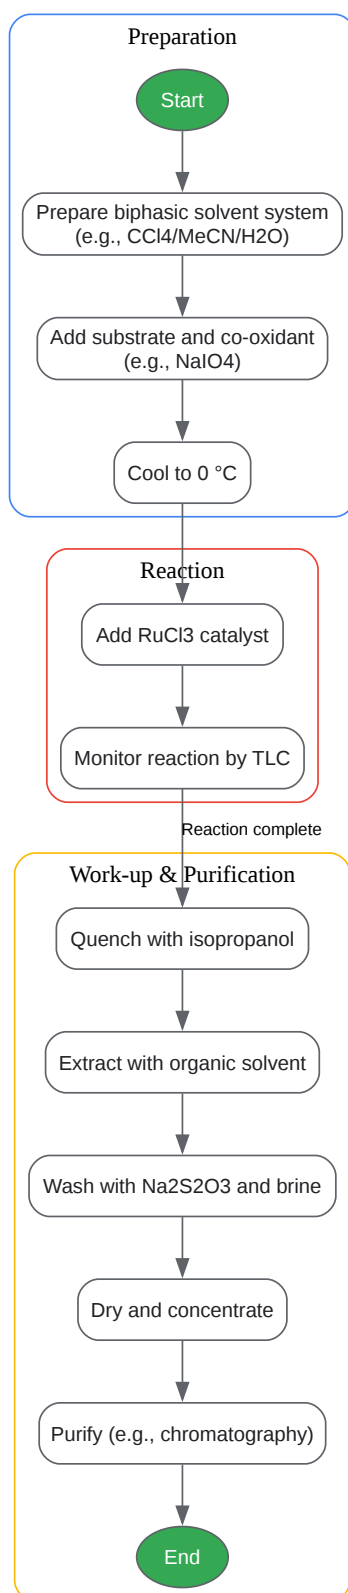 Preparation
Start
Prepare biphasic solvent system
(e.g., CCl4/MeCN/H2O)
Add substrate and co-oxidant
(e.g., NaIO4)
Cool to 0 °C
Reaction
Add RuCl3 catalyst
Monitor reaction by TLC
Reaction complete
Work-up & Purification
Quench with isopropanol
Extract with organic solvent
Wash with Na2S2O3 and brine
Dry and concentrate
Purify (e.g., chromatography)
End